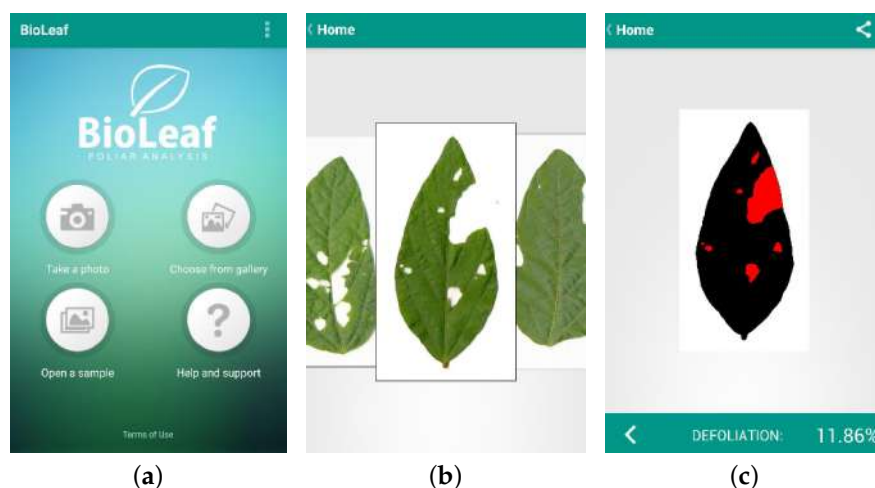 BioLeaf
BioLeaf
FOLIAR ANALYSIS
Take a photo
Choose from gallery
Open a sample
Help and support
Terms of Use
(a)
Home
(b)
Home
DEFOLIATION: 11.86%
(c)